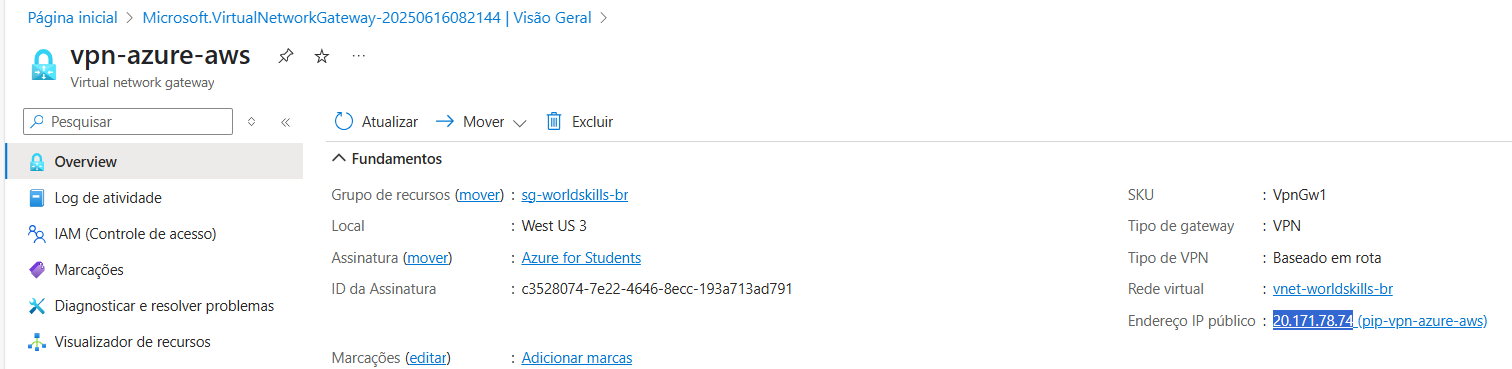 Página inicial > Microsoft.VirtualNetworkGateway-20250616082144 | Visão Geral >
vpn-azure-aws
Virtual network gateway
Pesquisar
Overview
Log de atividade
IAM (Controle de acesso)
Marcações
Diagnosticar e resolver problemas
Visualizador de recursos
Atualizar Mover Excluir
Fundamentos
Grupo de recursos (mover) : sg-worldskills-br
Local : West US 3
Assinatura (mover) : Azure for Students
ID da Assinatura : c3528074-7e22-4646-8ecc-193a713ad791
SKU : VpnGw1
Tipo de gateway : VPN
Tipo de VPN : Baseado em rota
Rede virtual : vnet-worldskills-br
Endereço IP público : 20.171.78.74 (pip-vpn-azure-aws)
Marcações (editar) : Adicionar marcas